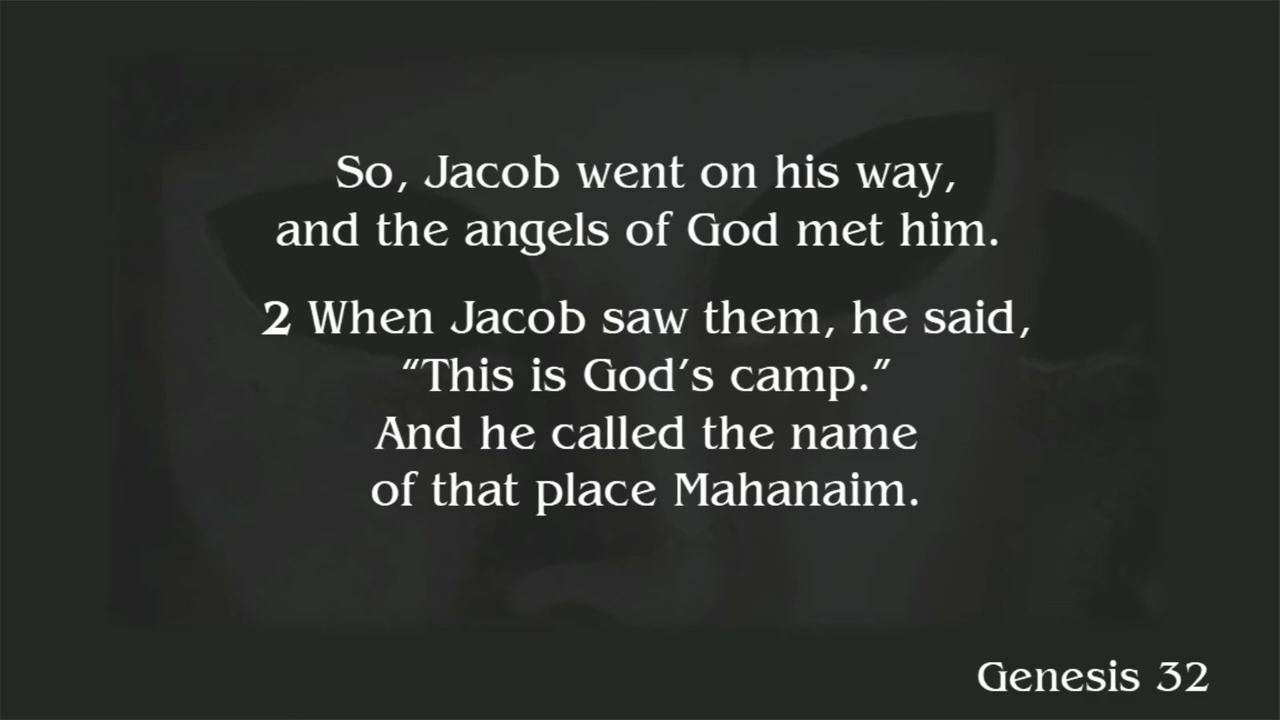 So, Jacob went on his way,
and the angels of God met him.
2 When Jacob saw them, he said,
“This is God’s camp.”
And he called the name
of that place Mahanaim.
Genesis 32